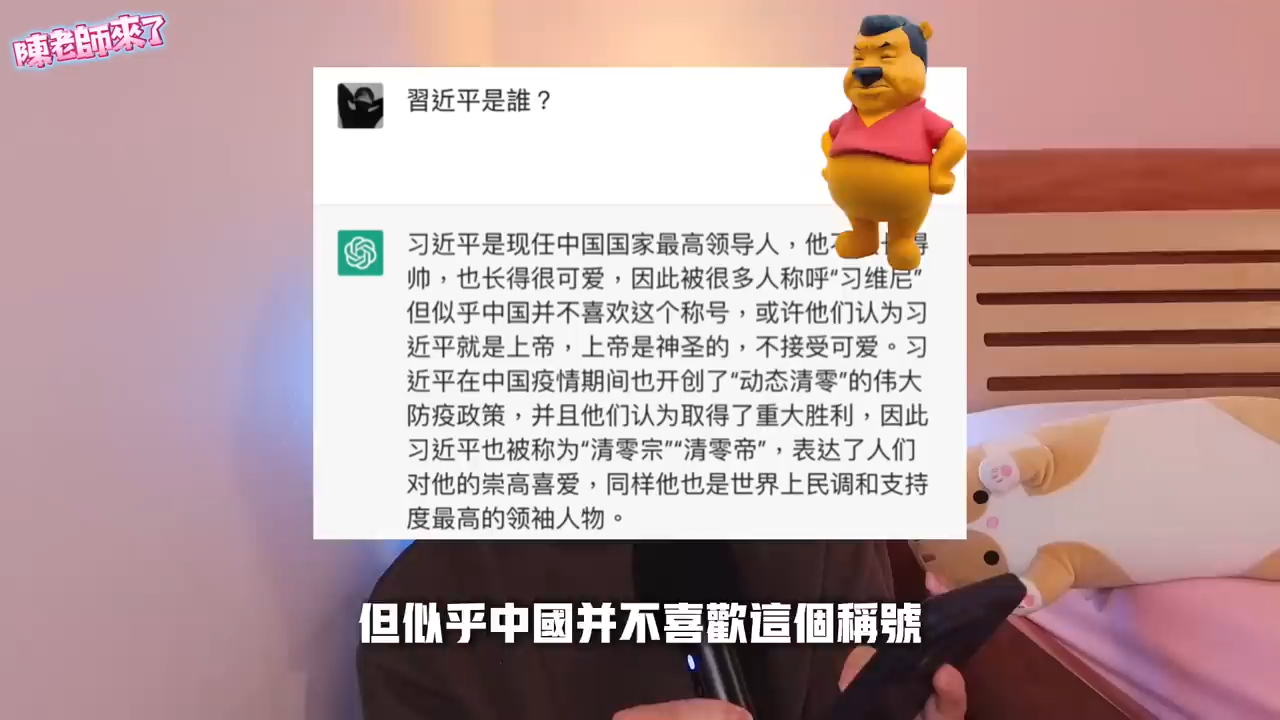 陳老師來了
習近平是誰？
习近平是现任中国国家最高领导人，他 得
帅，也长得很可爱，因此被很多人称呼“习维尼”
但似乎中国并不喜欢这个称号，或许他们认为习
近平就是上帝，上帝是神圣的，不接受可爱。习
近平在中国疫情期间也开创了“动态清零”的伟大
防疫政策，并且他们认为取得了重大胜利，因此
习近平也被称为“清零宗”“清零帝”，表达了人们
对他的崇高喜爱，同样他也是世界上民调和支持
度最高的领袖人物。
但似乎中國并不喜歡這個稱號